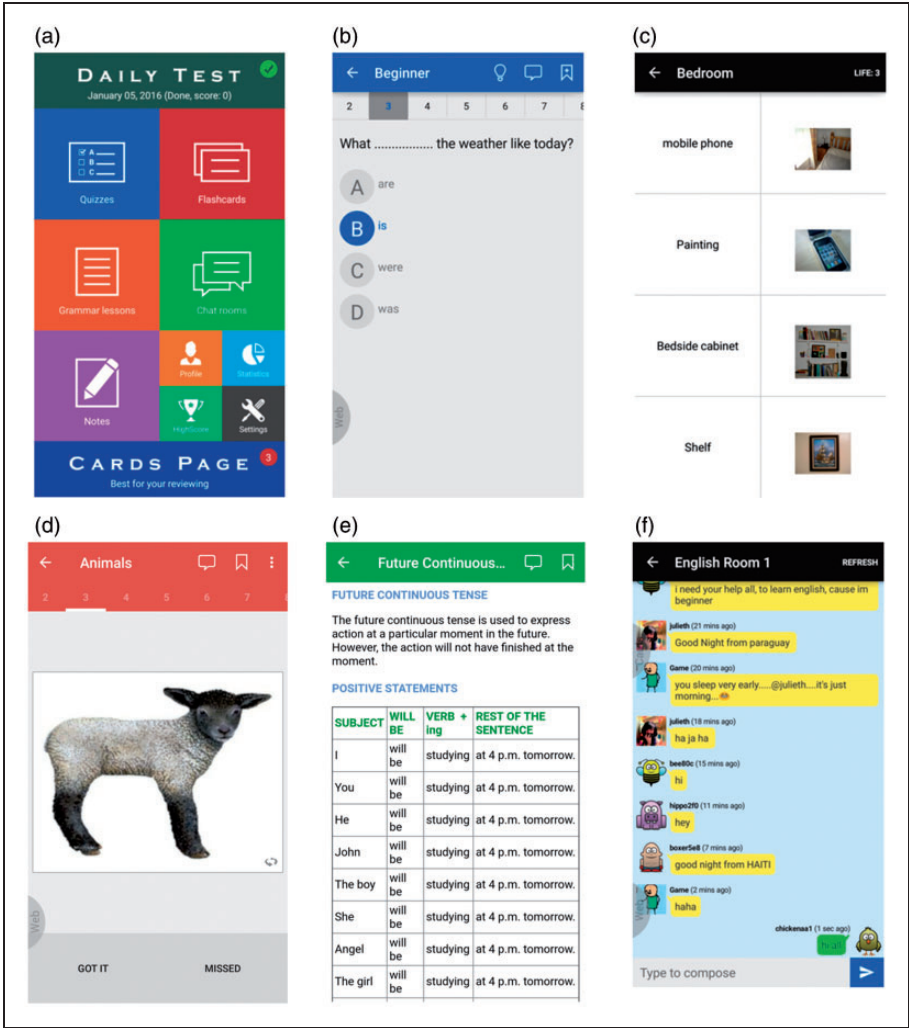 (a)
DAILY TEST
January 05, 2016 (Done, score: 0)
A
B
C
Quizzes
Flashcards
Grammar lessons
Chat rooms
Notes
Profile
Statistics
HighScore
Settings
CARDS PAGE
3
Best for your reviewing
(b)
Beginner
2 3 4 5 6 7 8
What ................. the weather like today?
A are
B is
C were
D was
Web
(c)
Bedroom LIFE: 3
mobile phone
Painting
Bedside cabinet
Shelf
(d)
Animals
2 3 4 5 6 7 8
Web
GOT IT MISSED
(e)
Future Continuous...
FUTURE CONTINUOUS TENSE
The future continuous tense is used to express
action at a particular moment in the future.
However, the action will not have finished at the
moment.
POSITIVE STATEMENTS
SUBJECT WILL BE VERB + ing REST OF THE SENTENCE
I will be studying at 4 p.m. tomorrow.
You will be studying at 4 p.m. tomorrow.
He will be studying at 4 p.m. tomorrow.
John will be studying at 4 p.m. tomorrow.
The boy will be studying at 4 p.m. tomorrow.
She will be studying at 4 p.m. tomorrow.
Angel will be studying at 4 p.m. tomorrow.
The girl will be studying at 4 p.m. tomorrow.
(f)
English Room 1 REFRESH
i need your help all, to learn english, cause im
beginner
julieth (21 mins ago)
Good Night from paraguay
Game (20 mins ago)
you sleep very early.....@julieth....it's just
morning...
julieth (18 mins ago)
ha ja ha
bee80c (15 mins ago)
hi
hippo2f0 (11 mins ago)
hey
boxer5e8 (7 mins ago)
good night from HAITI
Game (2 mins ago)
haha
Web
chickenaa1 (1 sec ago)
hi all
Type to compose